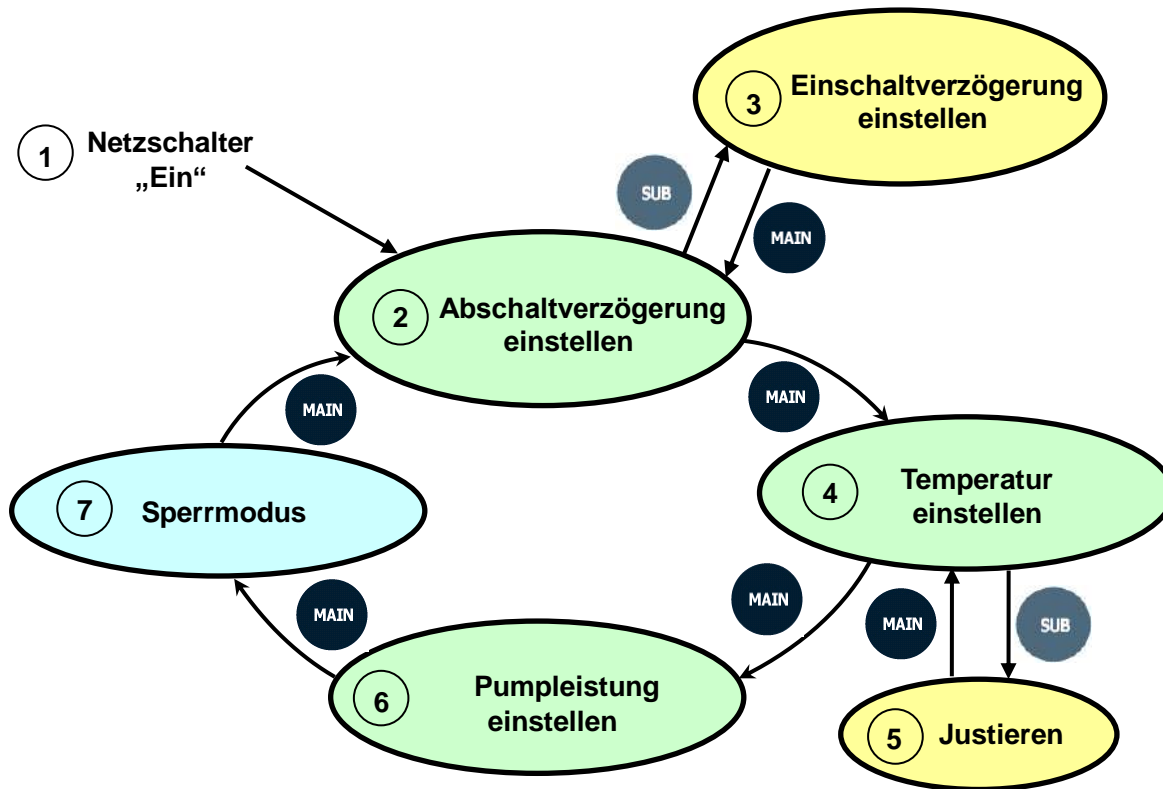 1
Netzschalter
„Ein“
3
Einschaltverzögerung
einstellen
SUB
MAIN
2
Abschaltverzögerung
einstellen
MAIN
MAIN
7
Sperrmodus
4
Temperatur
einstellen
MAIN
MAIN
MAIN
SUB
6
Pumpleistung
einstellen
5
Justieren